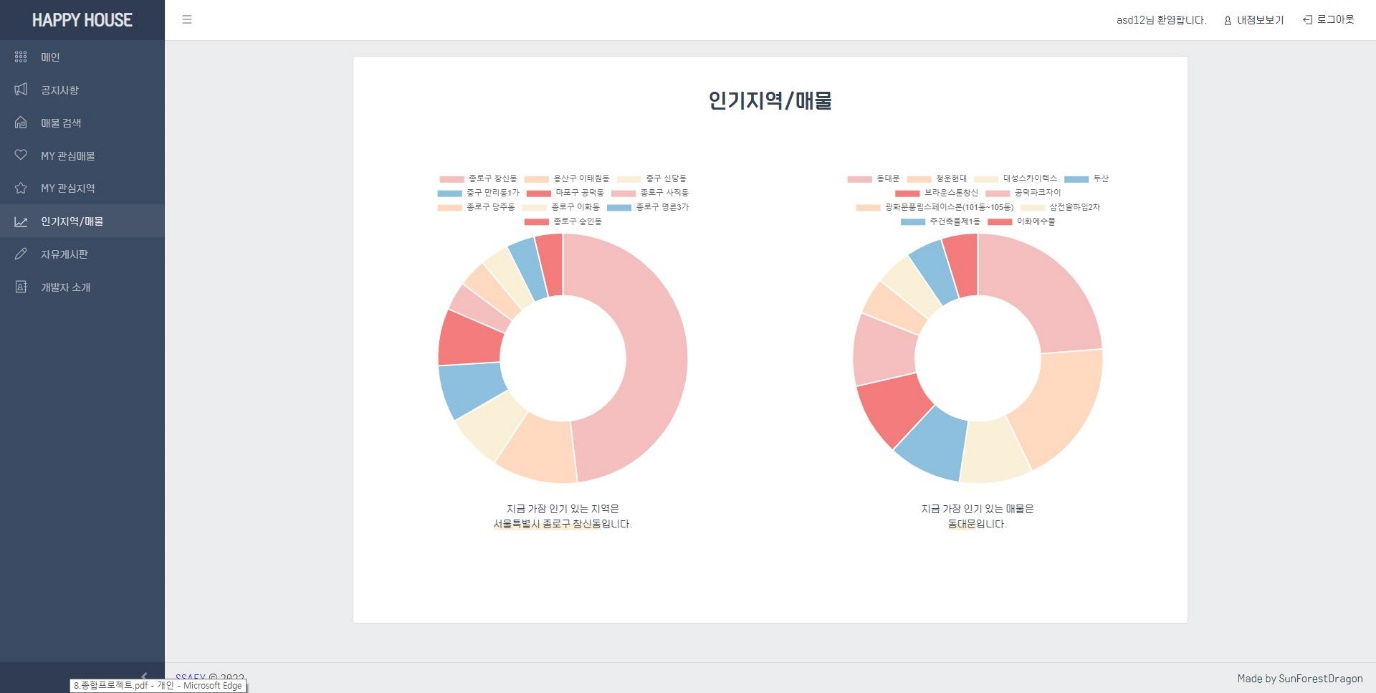 HAPPY HOUSE
asd12님 환영합니다.
내정보보기
로그아웃
메인
공지사항
매물 검색
MY 관심매물
MY 관심지역
인기지역/매물
자유게시판
개발자 소개
인기지역/매물
종로구 창신동 용산구 이태원동 중구 신당동
중구 만리동1가 마포구 공덕동 종로구 사직동
종로구 당주동 종로구 이화동 종로구 명륜3가
종로구 숭인동
지금 가장 인기 있는 지역은
서울특별시 종로구 창신동입니다.
동대문 청운현대 대성스카이렉스 두산
브라운스톤창신 공덕파크자이
광화문풍림스페이스본(101동~105동) 삼전윌하임2차
주건축물제1동 이화에수풀
지금 가장 인기 있는 매물은
동대문입니다.
SSAFY © 2022
Made by SunForestDragon
8.종합프로젝트.pdf - 개인 - Microsoft Edge